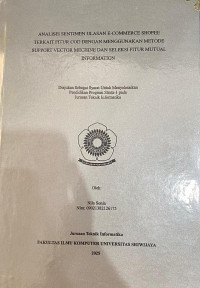 ANALISIS SENTIMEN ULASAN E-COMMERCE SHOPEE
TERKAIT FITUR COD DENGAN MENGGUNAKAN METODE
SUPPORT VECTOR MECHINE DAN SELEKSI FITUR MUTUAL
INFORMATION
Diajukan Sebagai Syarat Untuk Menyelesaikan
Pendidikan Program Strata-1 pada
Jurusan Teknik Informatika
Oleh:
Nim:
Jurusan Teknik Informatika
FAKULTAS ILMU KOMPUTER UNIVERSITAS SRIWIJAYA